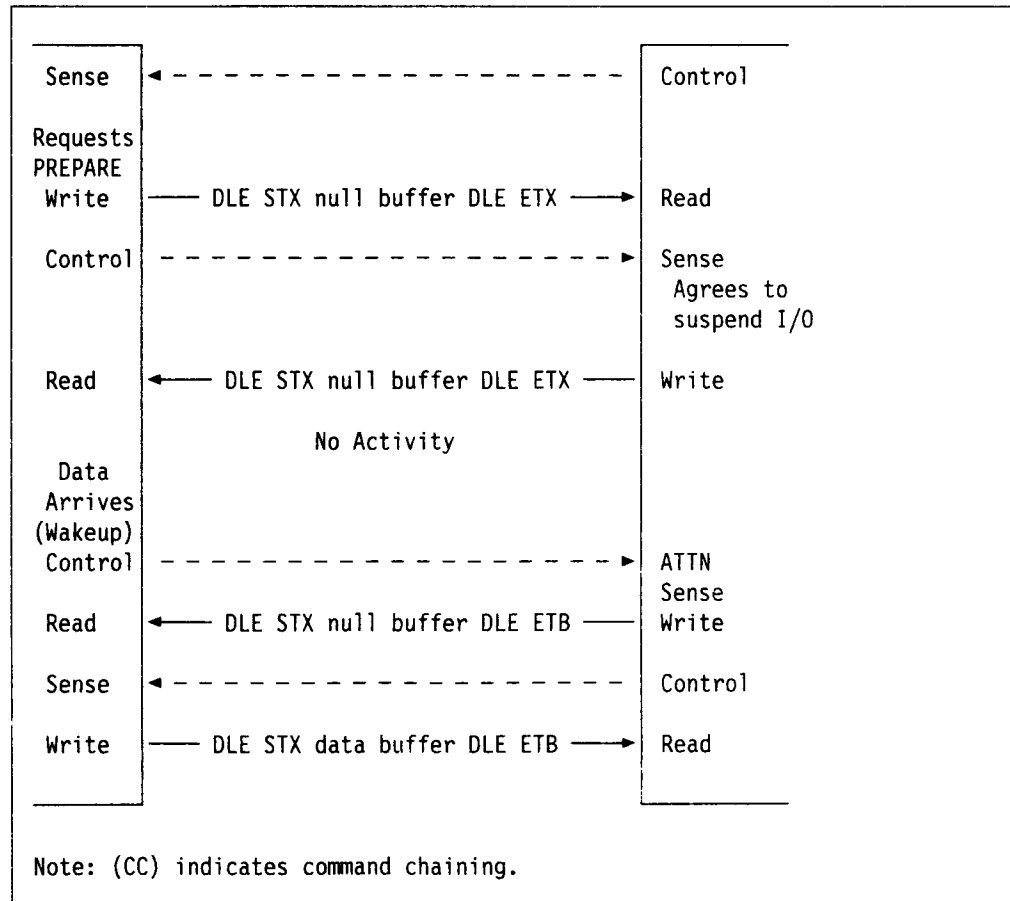 Sense Control
Requests
PREPARE
Write DLE STX null buffer DLE ETX Read
Control Sense
Agrees to
suspend I/O
Read DLE STX null buffer DLE ETX Write
No Activity
Data
Arrives
(Wakeup)
Control ATTN
Sense
Read DLE STX null buffer DLE ETB Write
Sense Control
Write DLE STX data buffer DLE ETB Read
Note: (CC) indicates command chaining.